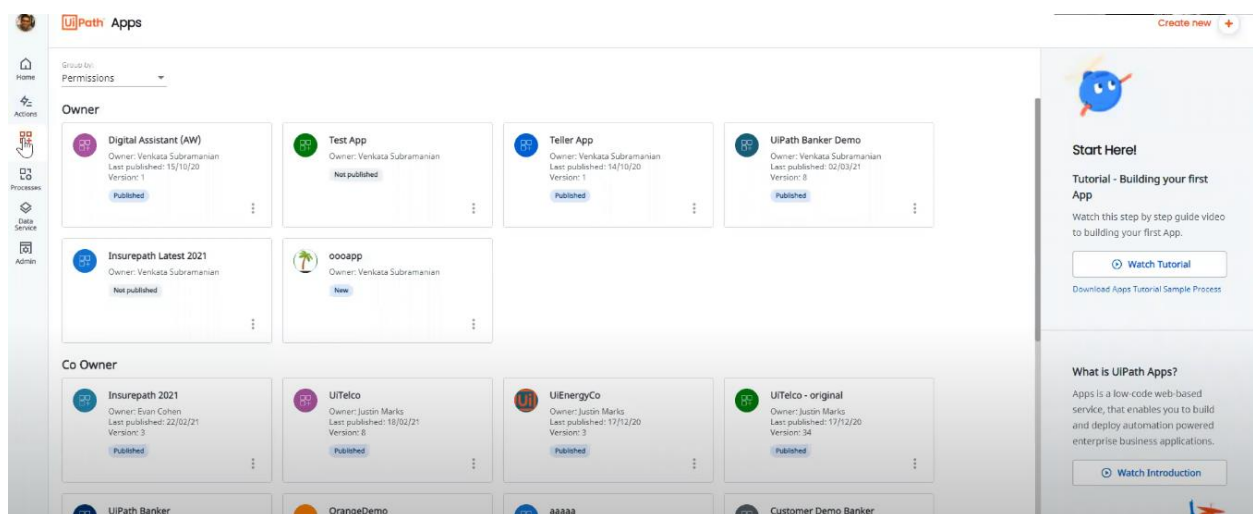 UiPath Apps
Create new +
Home
Actions
Processes
Data
Service
Admin
Group by:
Permissions
Owner
Digital Assistant (AW)
Owner: Venkata Subramanian
Last published: 15/10/20
Version: 1
Published
Test App
Owner: Venkata Subramanian
Not published
Teller App
Owner: Venkata Subramanian
Last published: 14/10/20
Version: 1
Published
UiPath Banker Demo
Owner: Venkata Subramanian
Last published: 02/03/21
Version: 8
Published
Insurepath Latest 2021
Owner: Venkata Subramanian
Not published
oooapp
Owner: Venkata Subramanian
New
Co Owner
Insurepath 2021
Owner: Evan Cohen
Last published: 22/02/21
Version: 3
Published
UiTelco
Owner: Justin Marks
Last published: 18/02/21
Version: 8
Published
Ui
UiEnergyCo
Owner: Justin Marks
Last published: 17/12/20
Version: 3
Published
UiTelco - original
Owner: Justin Marks
Last published: 17/12/20
Version: 34
Published
UiPath Banker
OrangeDemo
aaaaa
Customer Demo Banker
Start Here!
Tutorial - Building your first
App
Watch this step by step guide video
to building your first App.
Watch Tutorial
Download Apps Tutorial Sample Process
What is UiPath Apps?
Apps is a low-code web-based
service, that enables you to build
and deploy automation powered
enterprise business applications.
Watch Introduction